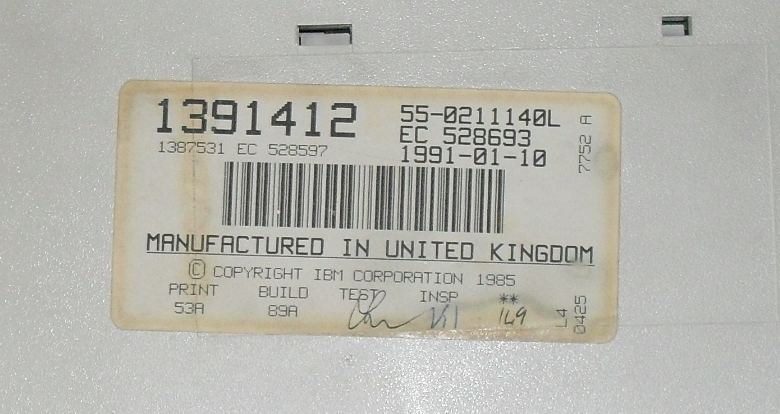 1391412
55-0211140L
EC 528693
1387531 EC 528597
1991-01-10
7752 A
MANUFACTURED IN UNITED KINGDOM
© COPYRIGHT IBM CORPORATION 1985
PRINT BUILD TEST INSP **
53A 89A 149
L4
0425